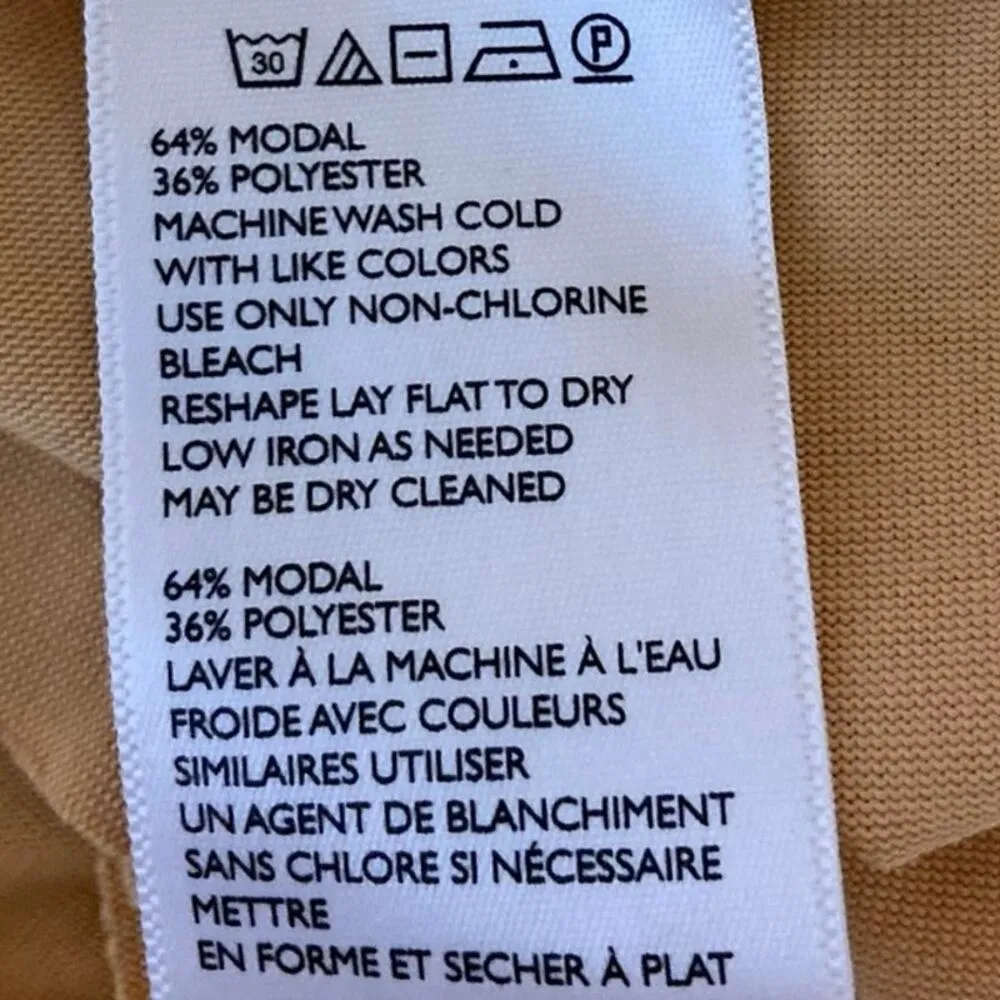 30 P
64% MODAL
36% POLYESTER
MACHINE WASH COLD
WITH LIKE COLORS
USE ONLY NON-CHLORINE
BLEACH
RESHAPE LAY FLAT TO DRY
LOW IRON AS NEEDED
MAY BE DRY CLEANED
64% MODAL
36% POLYESTER
LAVER À LA MACHINE À L'EAU
FROIDE AVEC COULEURS
SIMILAIRES UTILISER
UN AGENT DE BLANCHIMENT
SANS CHLORE SI NÉCESSAIRE
METTRE
EN FORME ET SECHER À PLAT